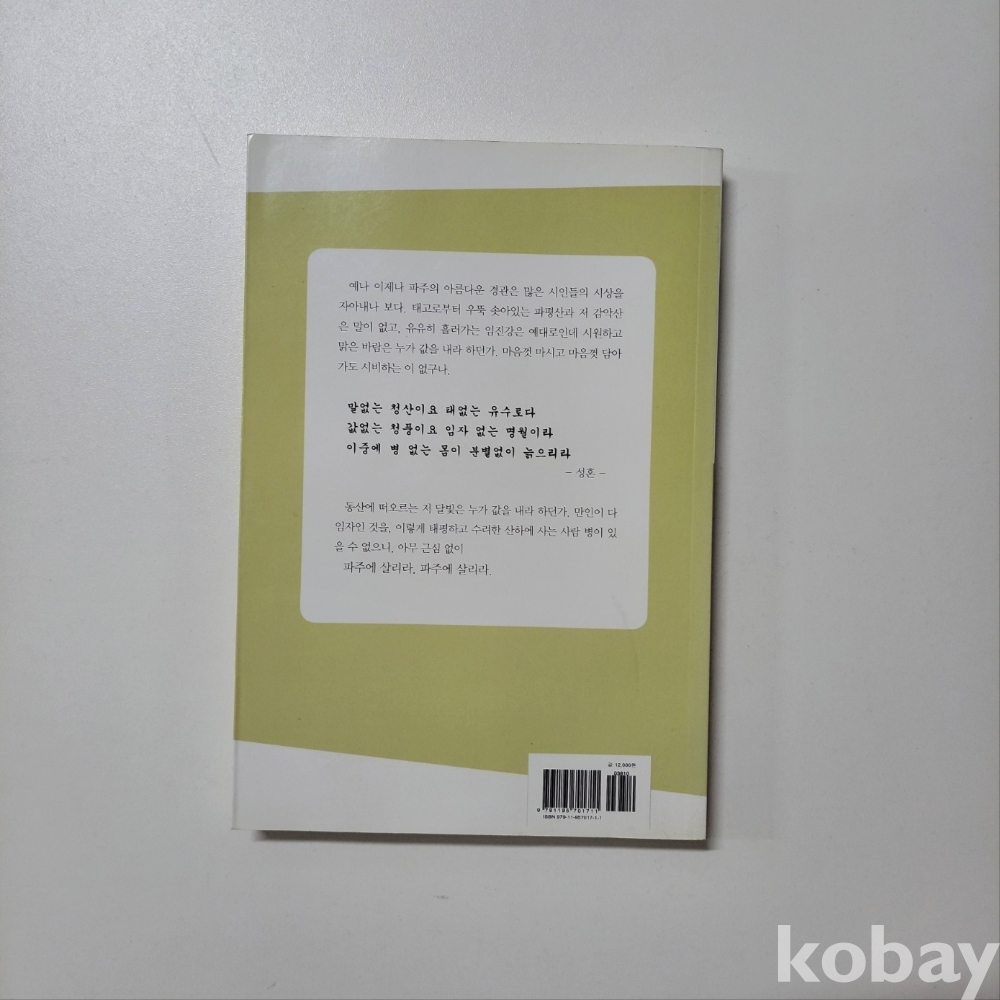 예나 이제나 파주의 아름다운 경관은 많은 시인들의 시상을
자아내나 보다. 태고로부터 우뚝 솟아있는 파평산과 저 감악산
은 말이 없고, 유유히 흘러가는 임진강은 예대로인데 시원하고
맑은 바람은 누가 값을 내라 하던가. 마음껏 마시고 마음껏 담아
가도 시비하는 이 없구나.
말없는 청산이요 태없는 유수로다
값없는 청풍이요 임자 없는 명월이라
이중에 병 없는 몸이 분별없이 늙으리라
- 성혼 -
동산에 떠오르는 저 달빛은 누가 값을 내라 하던가. 만인이 다
임자인 것을, 이렇게 태평하고 수려한 산하에 사는 사람 병이 있
을 수 없으니, 아무 근심 없이
파주에 살리라, 파주에 살리라.
값 12,000원
03810
9 791195 761711
ISBN
kobay